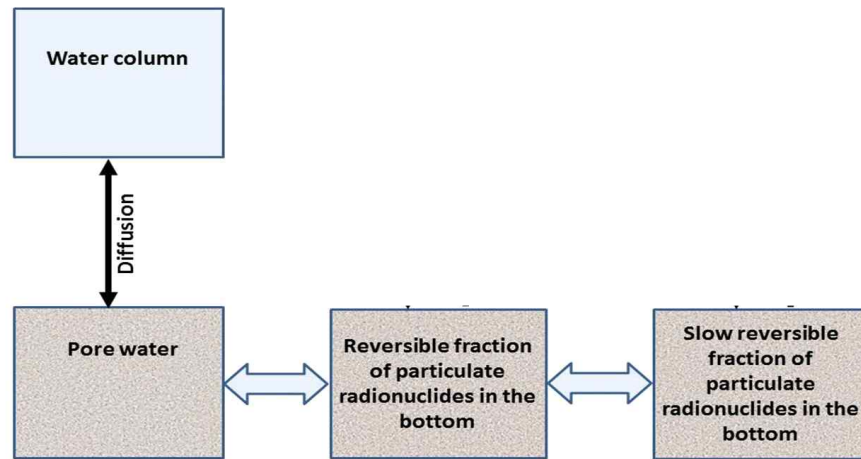 Water column
Diffusion
Pore water
Reversible fraction
of particulate
radionuclides in the
bottom
Slow reversible
fraction of
particulate
radionuclides in the
bottom